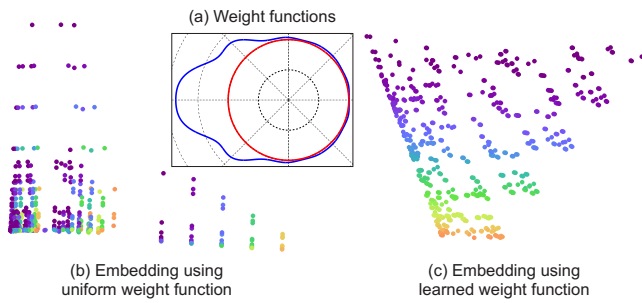 (a) Weight functions
(b) Embedding using
uniform weight function
(c) Embedding using
learned weight function